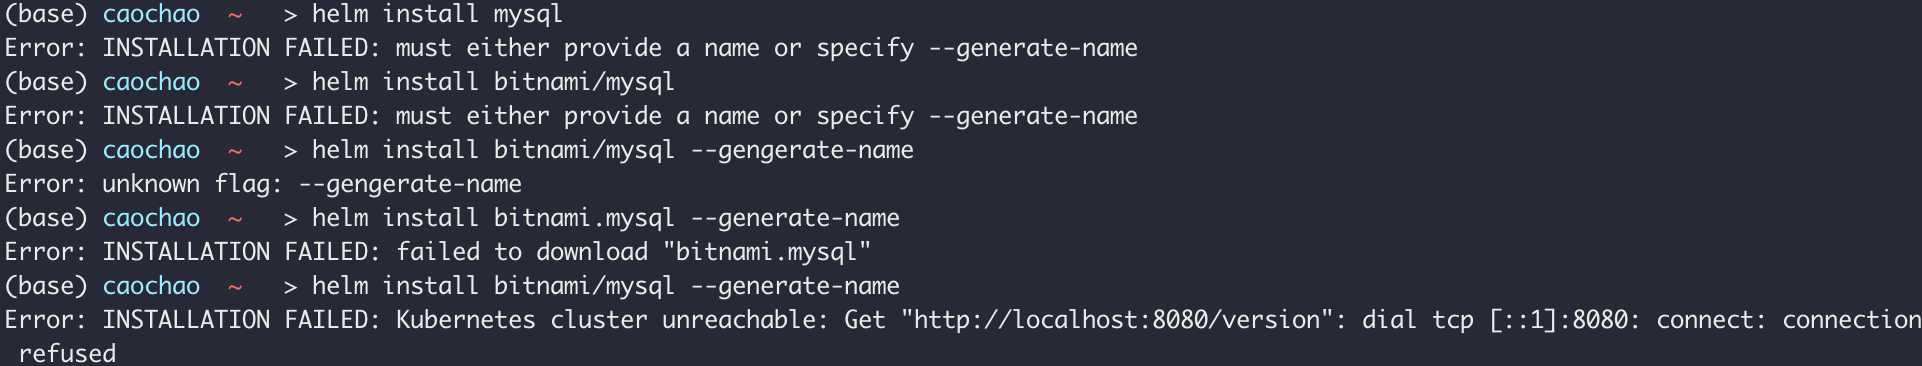 (base) caochao ~ > helm install mysql
Error: INSTALLATION FAILED: must either provide a name or specify --generate-name
(base) caochao ~ > helm install bitnami/mysql
Error: INSTALLATION FAILED: must either provide a name or specify --generate-name
(base) caochao ~ > helm install bitnami/mysql --gengerate-name
Error: unknown flag: --gengerate-name
(base) caochao ~ > helm install bitnami.mysql --generate-name
Error: INSTALLATION FAILED: failed to download "bitnami.mysql"
(base) caochao ~ > helm install bitnami/mysql --generate-name
Error: INSTALLATION FAILED: Kubernetes cluster unreachable: Get "http://localhost:8080/version": dial tcp [::1]:8080: connect: connection
refused